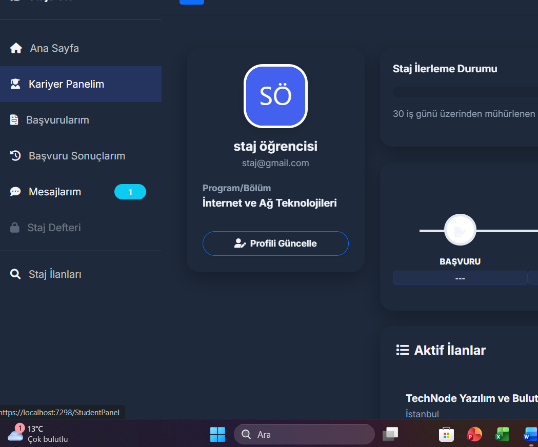 Ana Sayfa
Kariyer Panelim
Başvurularım
Başvuru Sonuçlarım
Mesajlarım 1
Staj Defteri
Staj İlanları
SÖ
staj öğrencisi
staj@gmail.com
Program/Bölüm
İnternet ve Ağ Teknolojileri
Profili Güncelle
Staj İlerleme Durumu
30 iş günü üzerinden mühürlenen
BAŞVURU
---
Aktif İlanlar
TechNode Yazılım ve Bulut
İstanbul
https://localhost:7298/StudentPanel
1
13°C
Çok bulutlu
Ara